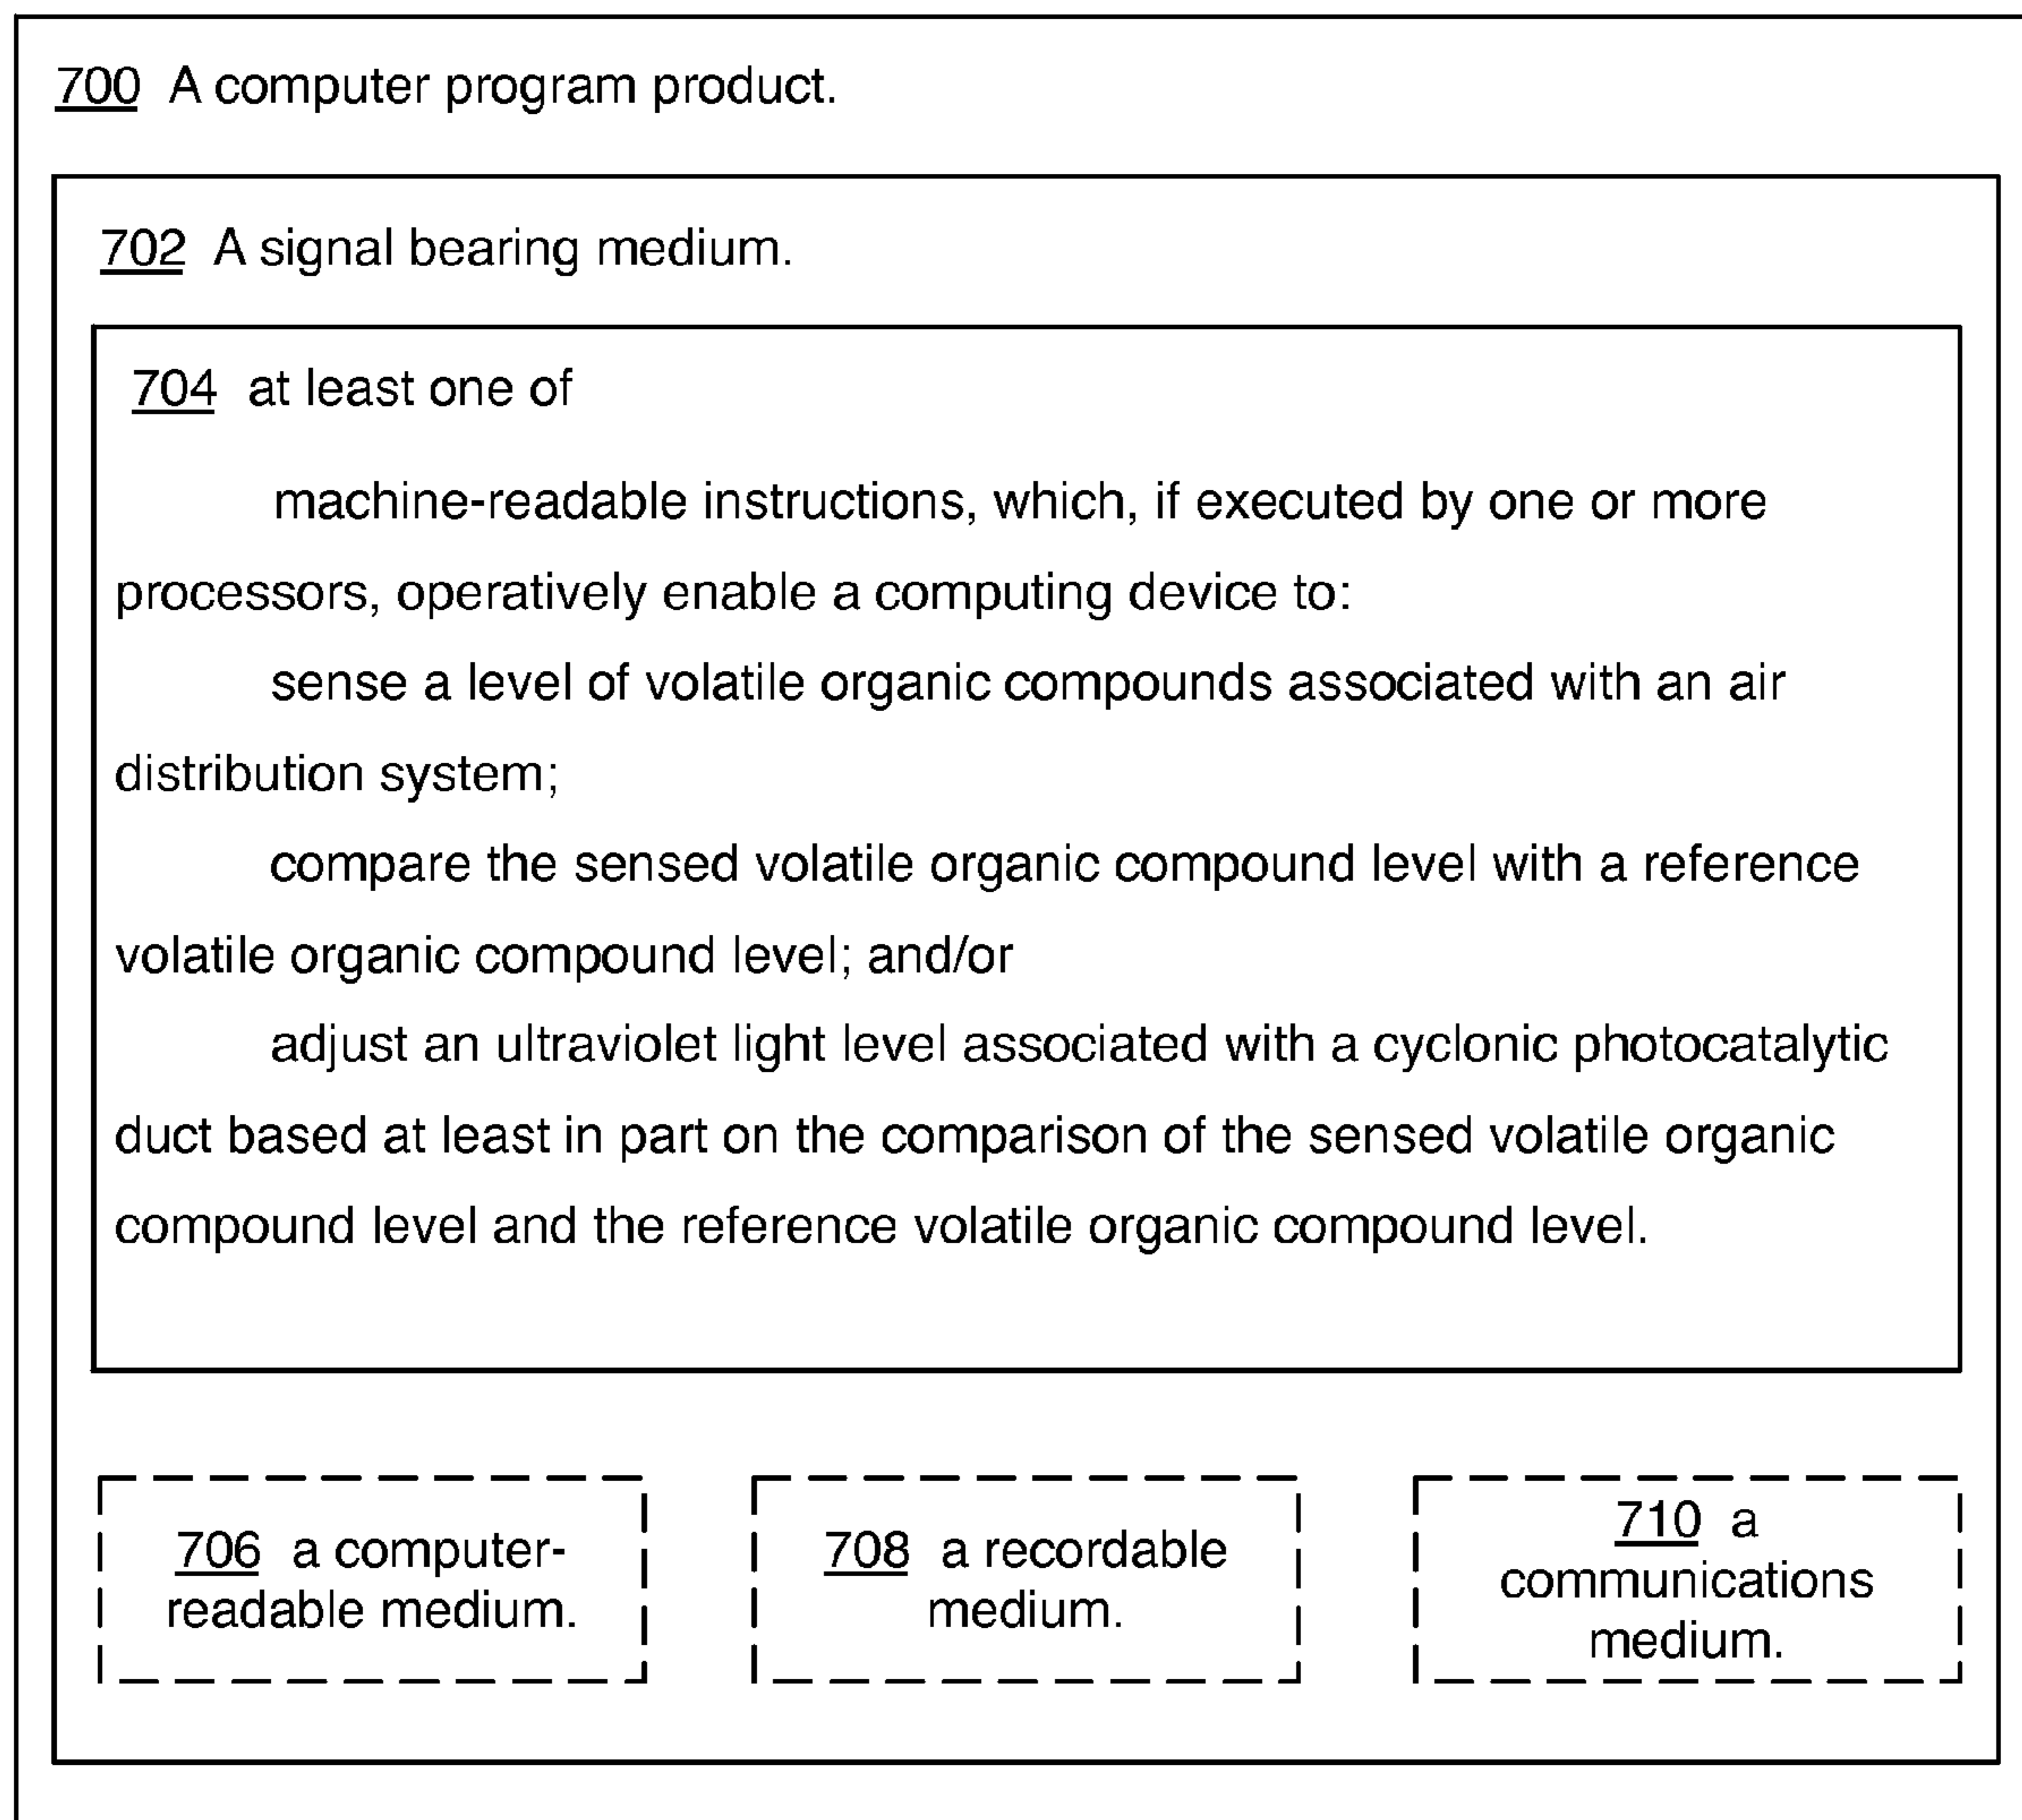 700 A computer program product.
702 A signal bearing medium.
704 at least one of
machine-readable instructions, which, if executed by one or more
processors, operatively enable a computing device to:
sense a level of volatile organic compounds associated with an air
distribution system;
compare the sensed volatile organic compound level with a reference
volatile organic compound level; and/or
adjust an ultraviolet light level associated with a cyclonic photocatalytic
duct based at least in part on the comparison of the sensed volatile organic
compound level and the reference volatile organic compound level.
706 a computer-
readable medium.
708 a recordable
medium.
710 a
communications
medium.